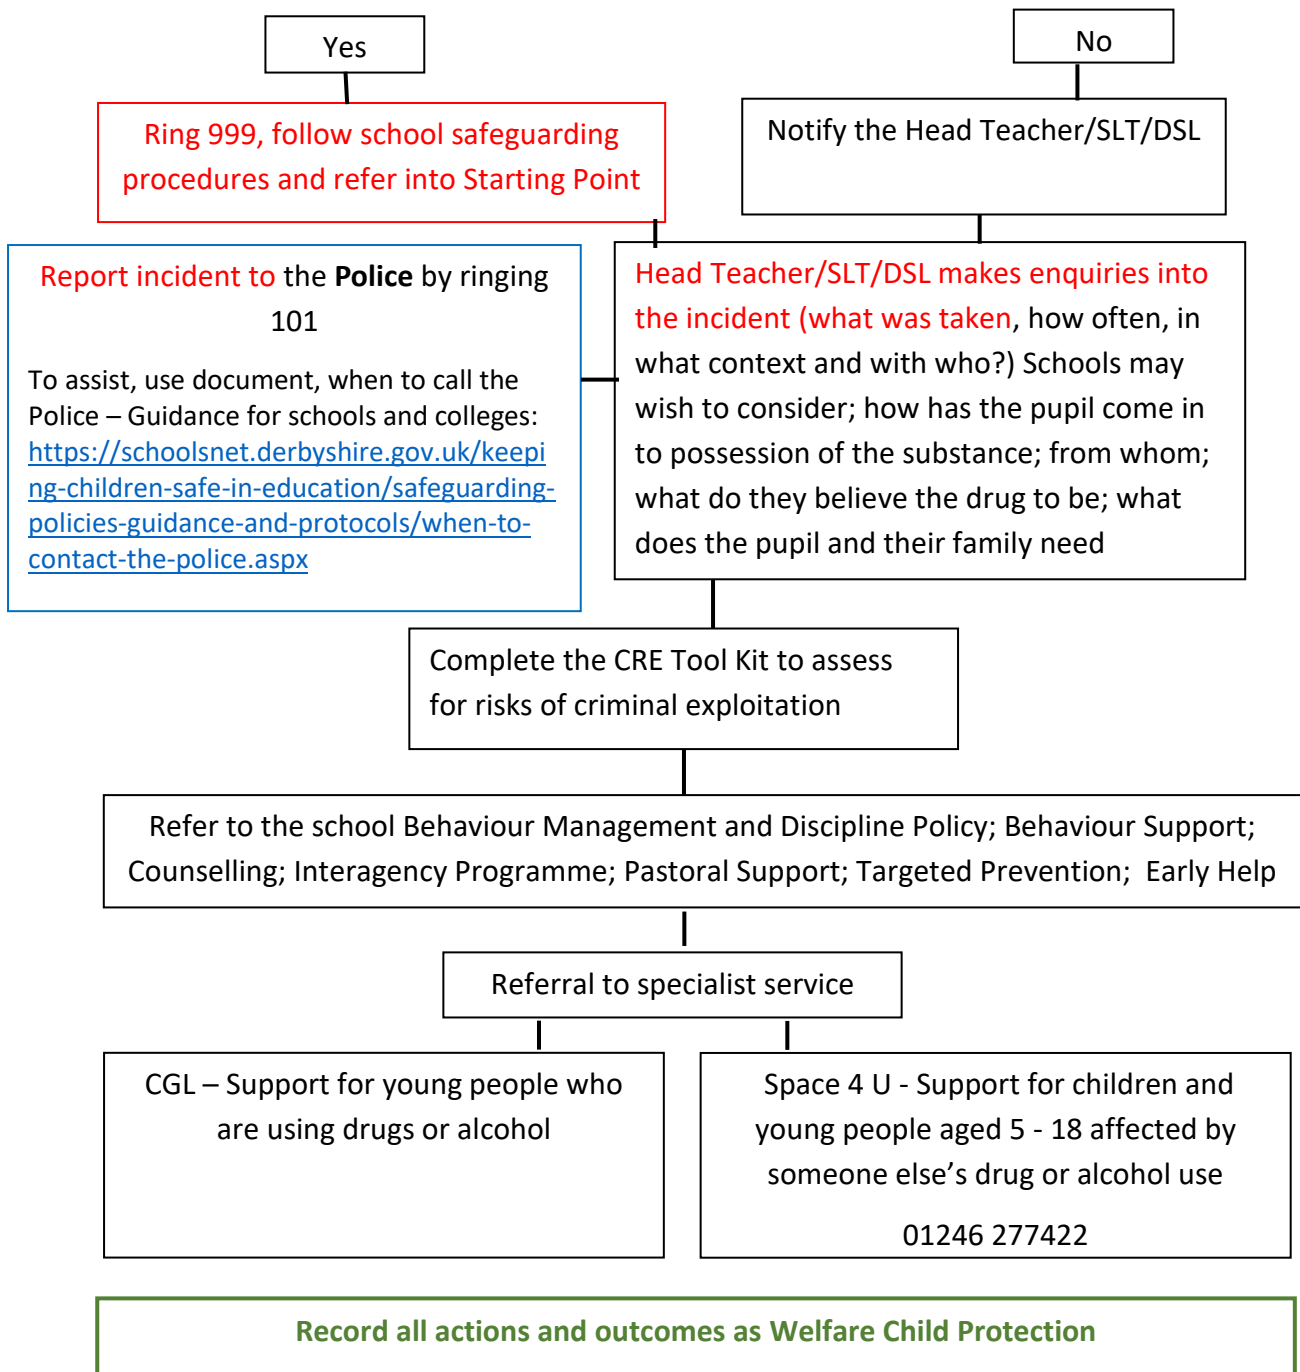 Yes
No
Ring 999, follow school safeguarding
procedures and refer into Starting Point
Notify the Head Teacher/SLT/DSL
Report incident to the Police by ringing
101
To assist, use document, when to call the
Police – Guidance for schools and colleges:
https://schoolsnet.derbyshire.gov.uk/keepi
ng-children-safe-in-education/safeguarding-
policies-guidance-and-protocols/when-to-
contact-the-police.aspx
Head Teacher/SLT/DSL makes enquiries into
the incident (what was taken, how often, in
what context and with who?) Schools may
wish to consider; how has the pupil come in
to possession of the substance; from whom;
what do they believe the drug to be; what
does the pupil and their family need
Complete the CRE Tool Kit to assess
for risks of criminal exploitation
Refer to the school Behaviour Management and Discipline Policy; Behaviour Support;
Counselling; Interagency Programme; Pastoral Support; Targeted Prevention; Early Help
Referral to specialist service
CGL – Support for young people who
are using drugs or alcohol
Space 4 U - Support for children and
young people aged 5 - 18 affected by
someone else’s drug or alcohol use
01246 277422
Record all actions and outcomes as Welfare Child Protection